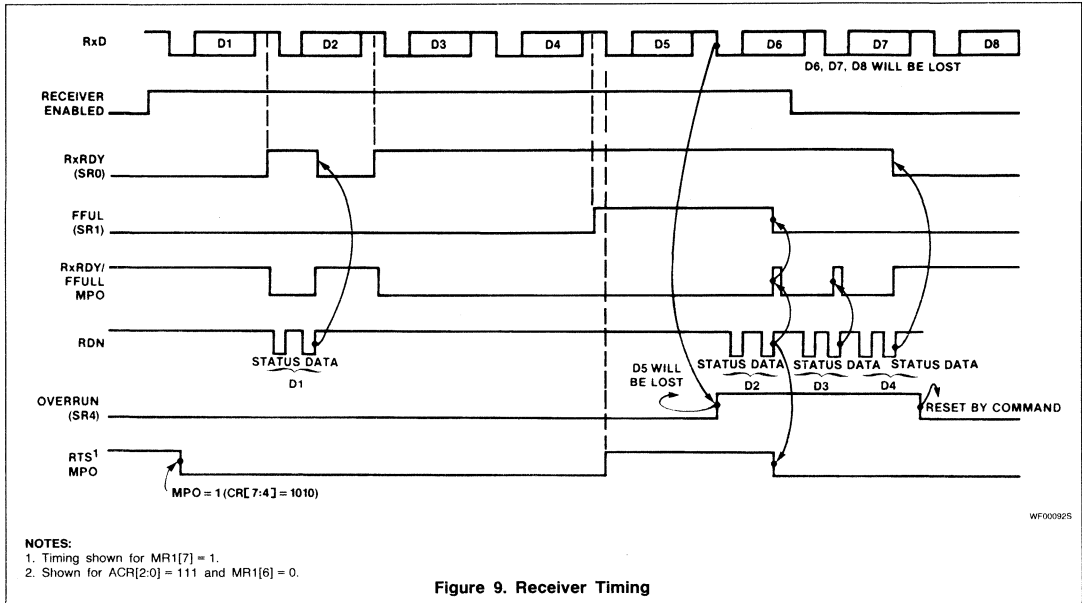 RxD D1 D2 D3 D4 D5 D6 D7 D8
D6, D7, D8 WILL BE LOST
RECEIVER
ENABLED
RxRDY
(SR0)
FFUL
(SR1)
RxRDY/
FFULL
MPO
RDN
STATUS DATA
D1
STATUS DATA STATUS DATA STATUS DATA
D2 D3 D4
D5 WILL
BE LOST
OVERRUN
(SR4)
RESET BY COMMAND
RTS1
MPO
MPO = 1 (CR[7:4] = 1010)
WF00092S
NOTES:
1. Timing shown for MR1[7] = 1.
2. Shown for ACR[2:0] = 111 and MR1[6] = 0.
Figure 9. Receiver Timing